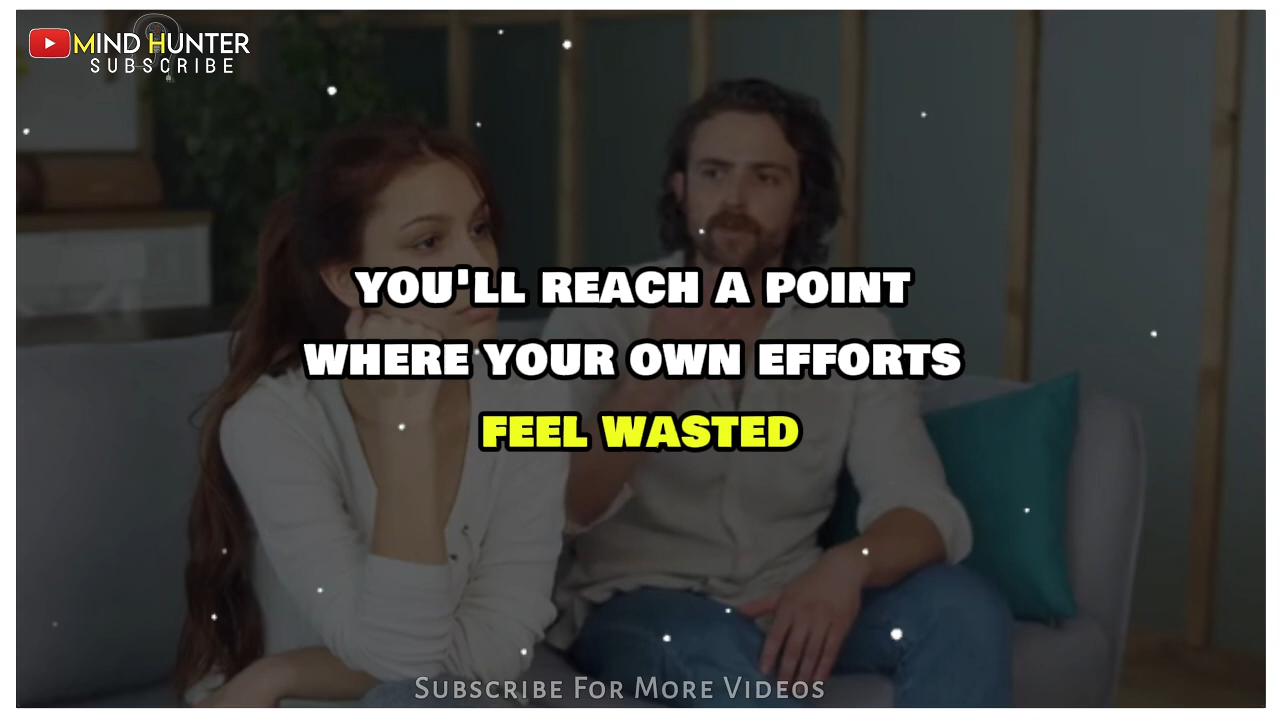 MIND HUNTER
SUBSCRIBE
YOU'LL REACH A POINT
WHERE YOUR OWN EFFORTS
FEEL WASTED
SUBSCRIBE FOR MORE VIDEOS